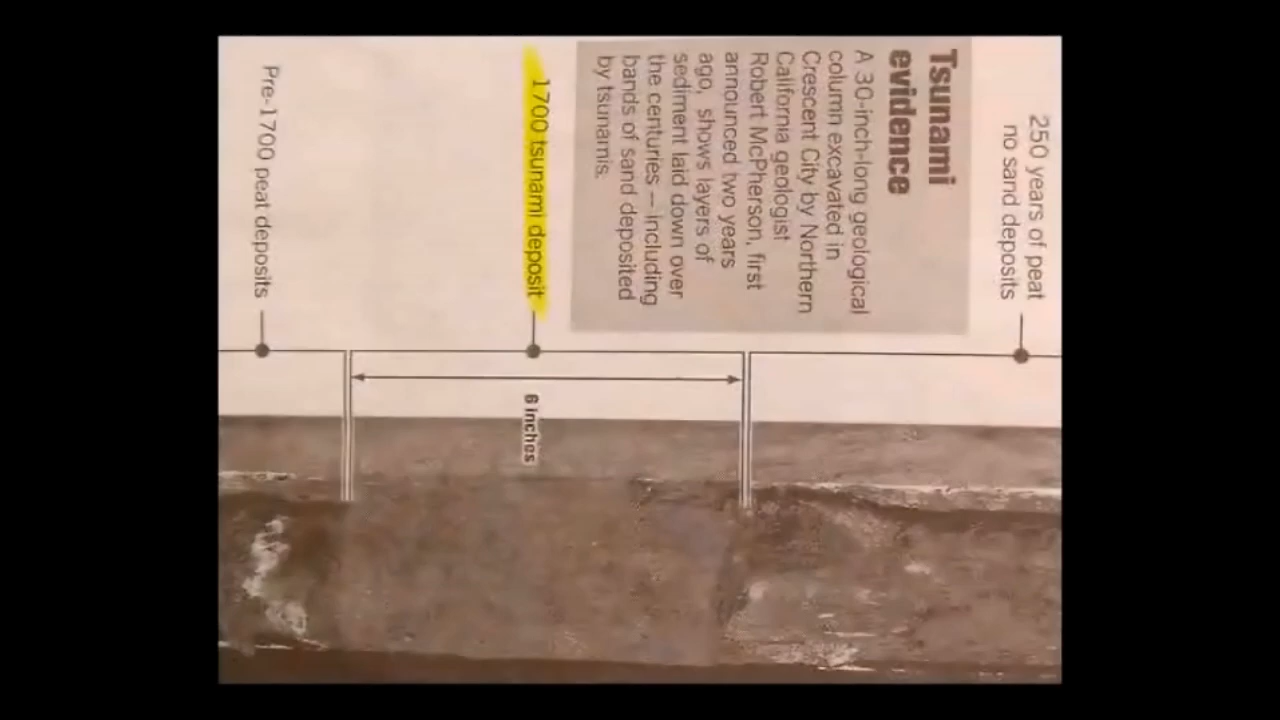 250 years of peat
no sand deposits
Tsunami
evidence
A 30-inch-long geological
column excavated in
Crescent City by Northern
California geologist
Robert McPherson, first
announced two years
ago, shows layers of
sediment laid down over
the centuries — including
bands of sand deposited
by tsunamis.
1700 tsunami deposit
6 inches
Pre-1700 peat deposits